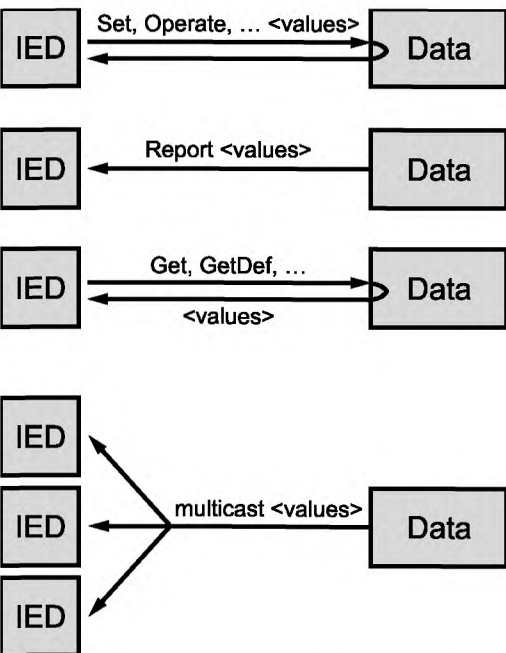 Set, Operate, ... <values>
IED
Data
Report <values>
IED
Data
Get, GetDef, ...
IED
Data
<values>
IED
multicast <values>
IED
Data
IED